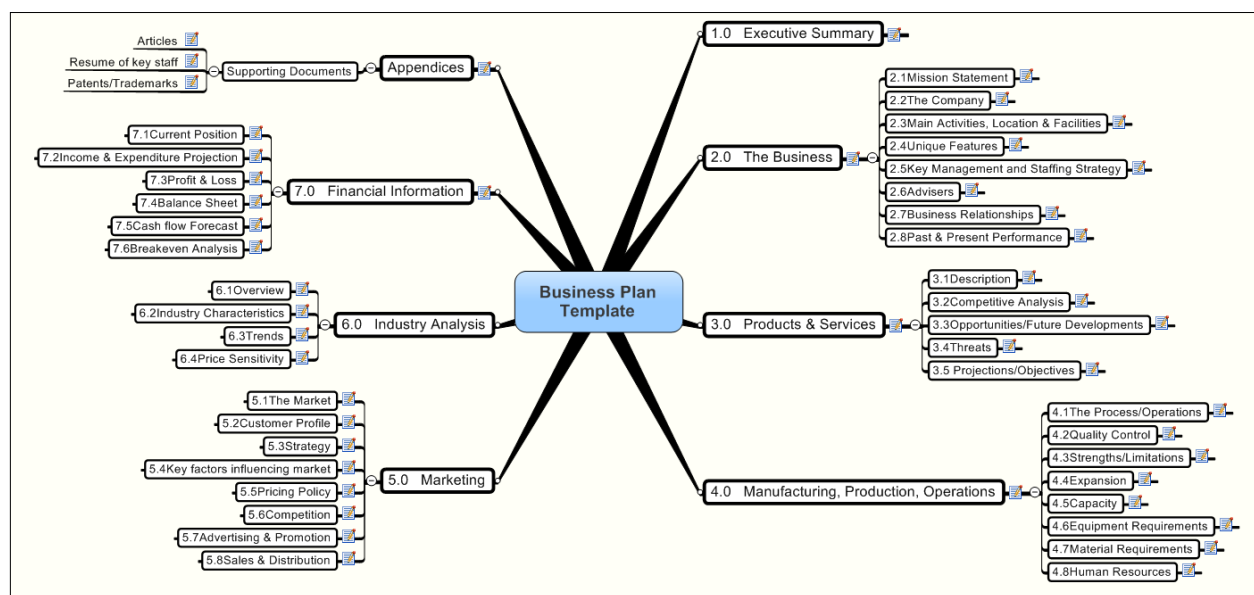 Business Plan
Template
1.0 Executive Summary
2.0 The Business
2.1Mission Statement
2.2The Company
2.3Main Activities, Location & Facilities
2.4Unique Features
2.5Key Management and Staffing Strategy
2.6Advisers
2.7Business Relationships
2.8Past & Present Performance
3.0 Products & Services
3.1Description
3.2Competitive Analysis
3.3Opportunities/Future Developments
3.4Threats
3.5 Projections/Objectives
4.0 Manufacturing, Production, Operations
4.1The Process/Operations
4.2Quality Control
4.3Strengths/Limitations
4.4Expansion
4.5Capacity
4.6Equipment Requirements
4.7Material Requirements
4.8Human Resources
5.0 Marketing
5.1The Market
5.2Customer Profile
5.3Strategy
5.4Key factors influencing market
5.5Pricing Policy
5.6Competition
5.7Advertising & Promotion
5.8Sales & Distribution
6.0 Industry Analysis
6.1Overview
6.2Industry Characteristics
6.3Trends
6.4Price Sensitivity
7.0 Financial Information
7.1Current Position
7.2Income & Expenditure Projection
7.3Profit & Loss
7.4Balance Sheet
7.5Cash flow Forecast
7.6Breakeven Analysis
Appendices
Supporting Documents
Articles
Resume of key staff
Patents/Trademarks